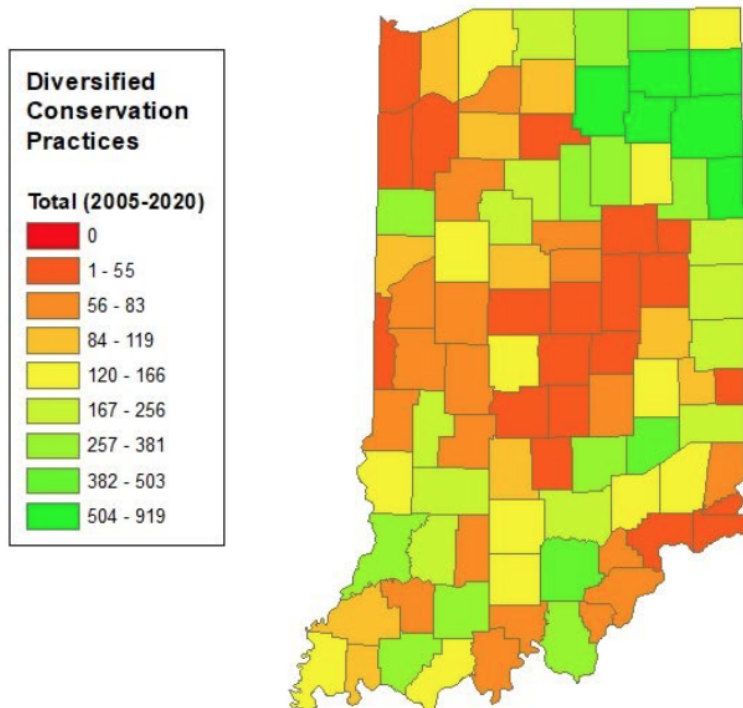 Diversified
Conservation
Practices
Total (2005-2020)
0
1 - 55
56 - 83
84 - 119
120 - 166
167 - 256
257 - 381
382 - 503
504 - 919